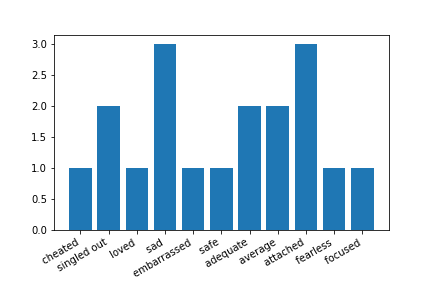 3.0
2.5
2.0
1.5
1.0
0.5
0.0
cheated
singled out
loved
sad
embarrassed
safe
adequate
average
attached
fearless
focused